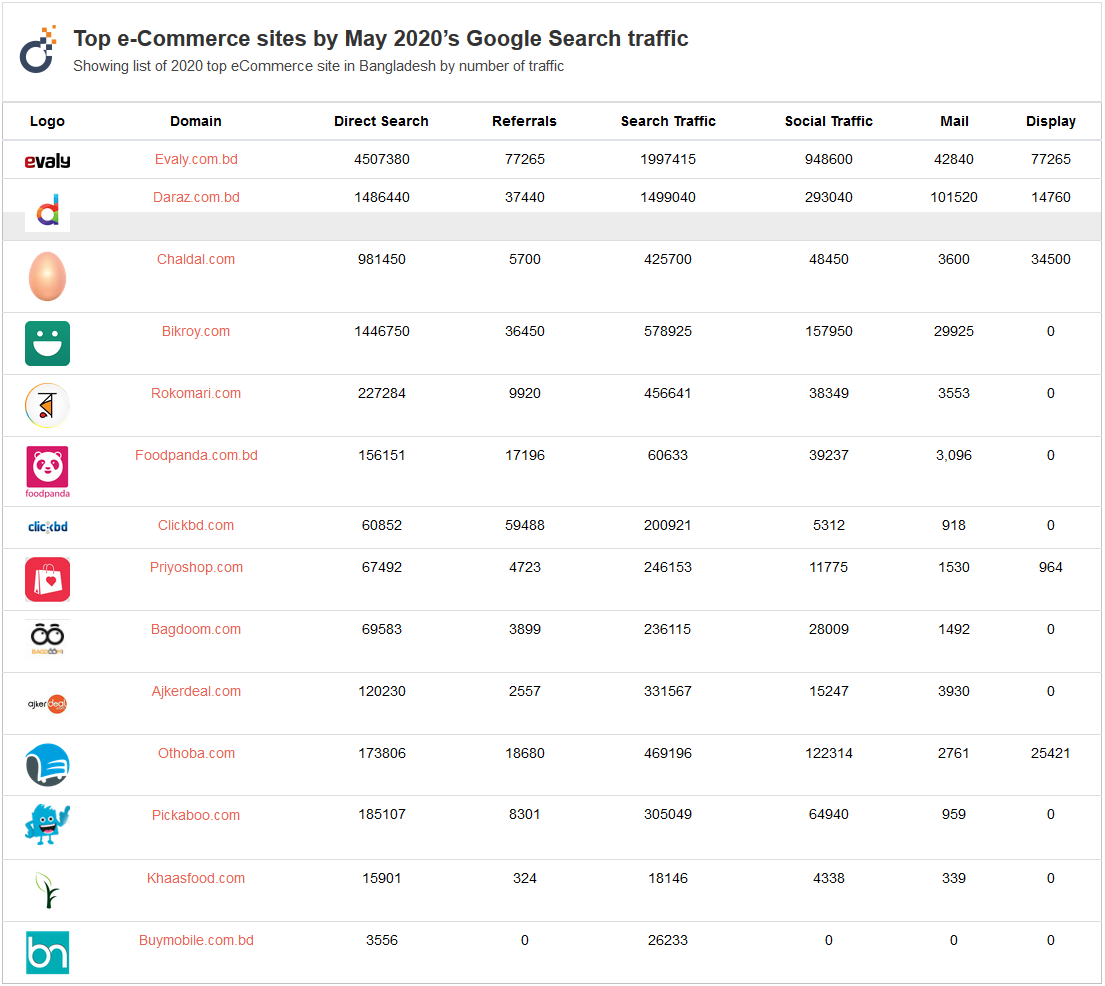 Top e-Commerce sites by May 2020’s Google Search traffic
Showing list of 2020 top eCommerce site in Bangladesh by number of traffic
Logo Domain Direct Search Referrals Search Traffic Social Traffic Mail Display
evaly Evaly.com.bd 4507380 77265 1997415 948600 42840 77265
d Daraz.com.bd 1486440 37440 1499040 293040 101520 14760
Chaldal.com 981450 5700 425700 48450 3600 34500
Bikroy.com 1446750 36450 578925 157950 29925 0
র Rokomari.com 227284 9920 456641 38349 3553 0
Foodpanda.com.bd 156151 17196 60633 39237 3,096 0
foodpanda
clickbd Clickbd.com 60852 59488 200921 5312 918 0
Priyoshop.com 67492 4723 246153 11775 1530 964
Bagdoom.com 69583 3899 236115 28009 1492 0
BAGDOOM
Ajkerdeal.com 120230 2557 331567 15247 3930 0
ajkerdeal
Othoba.com 173806 18680 469196 122314 2761 25421
Pickaboo.com 185107 8301 305049 64940 959 0
Khaasfood.com 15901 324 18146 4338 339 0
Buymobile.com.bd 3556 0 26233 0 0 0
bn